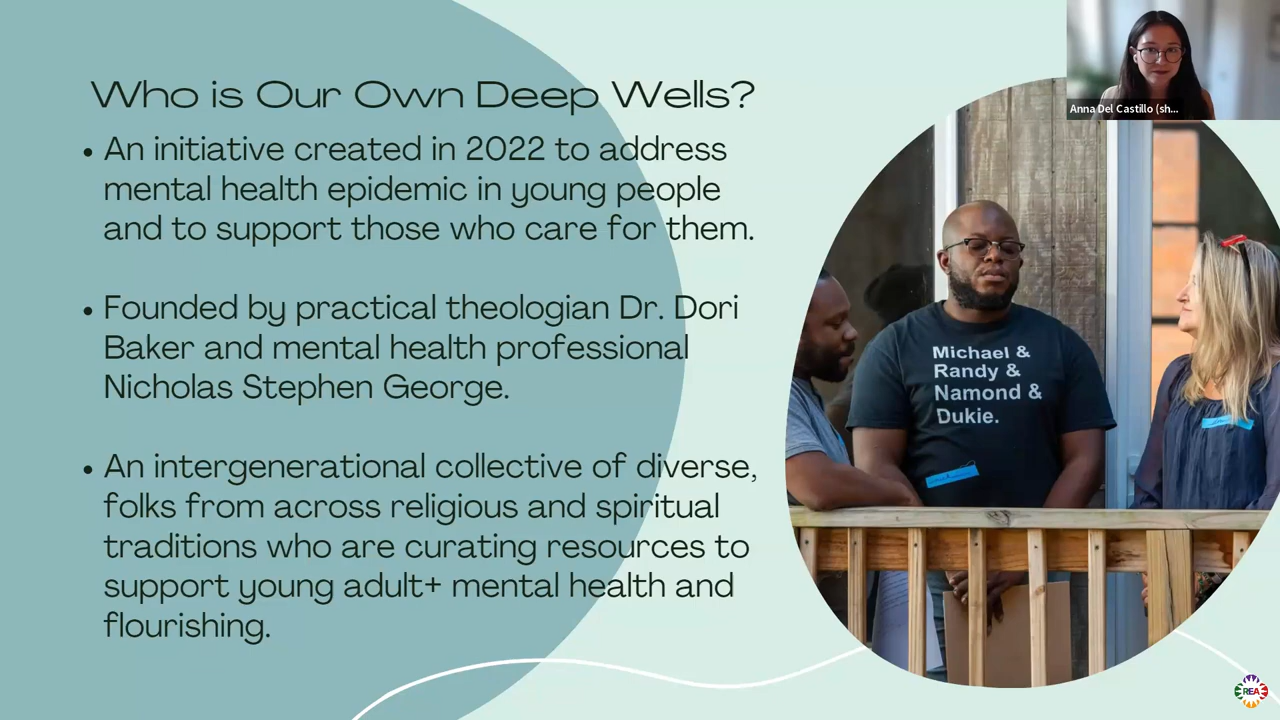 Who is Our Own Deep Wells?
• An initiative created in 2022 to address
mental health epidemic in young people
and to support those who care for them.
• Founded by practical theologian Dr. Dori
Baker and mental health professional
Nicholas Stephen George.
• An intergenerational collective of diverse,
folks from across religious and spiritual
traditions who are curating resources to
support young adult+ mental health and
flourishing.
Anna Del Castillo (sh...
Michael &
Randy &
Namond &
Dukie.
REA